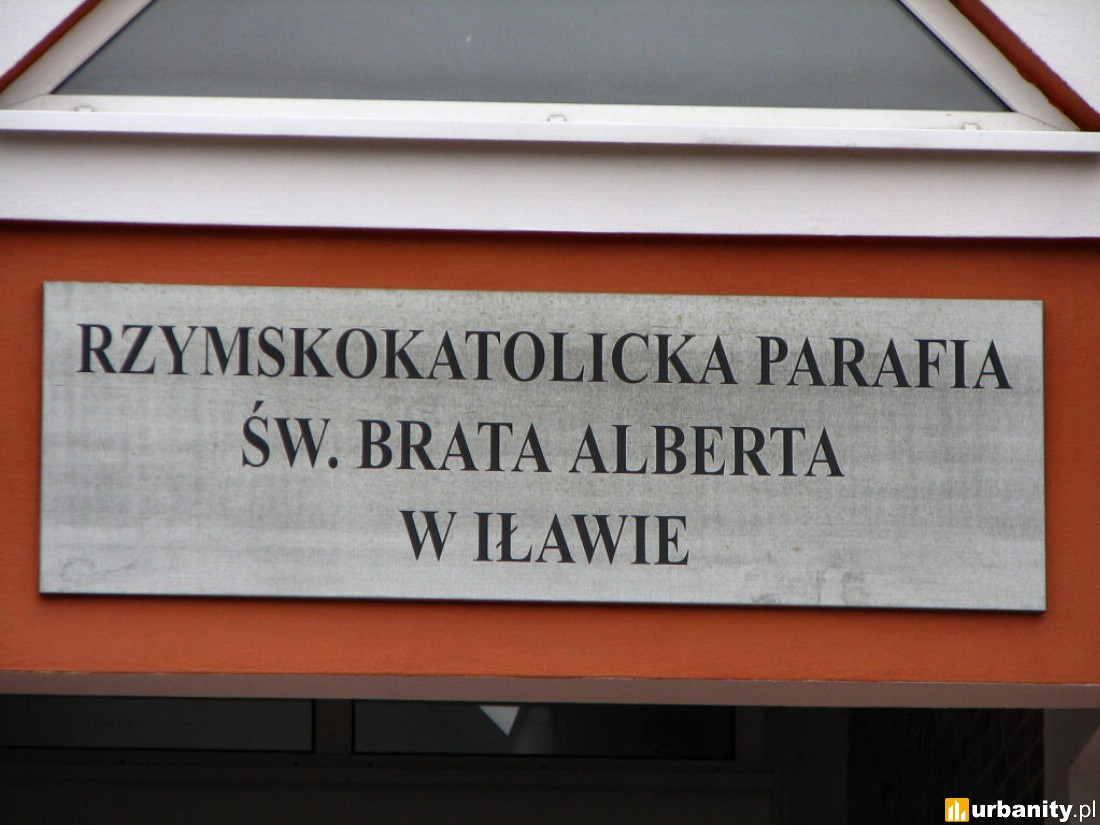 RZYMSKOKATOLICKA PARAFIA
ŚW. BRATA ALBERTA
W IŁAWIE
urbanity.pl